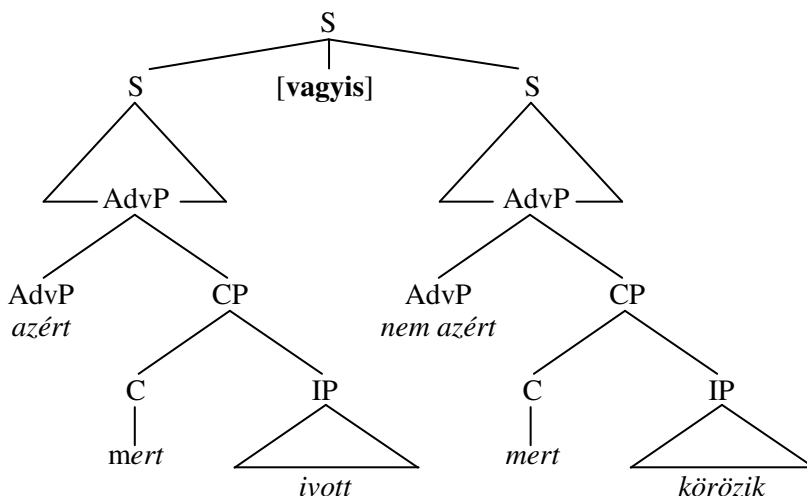 S
S [vagyis] S
AdvP AdvP
AdvP CP AdvP CP
azért nem azért
C IP C IP
mert mert
ivott körözik